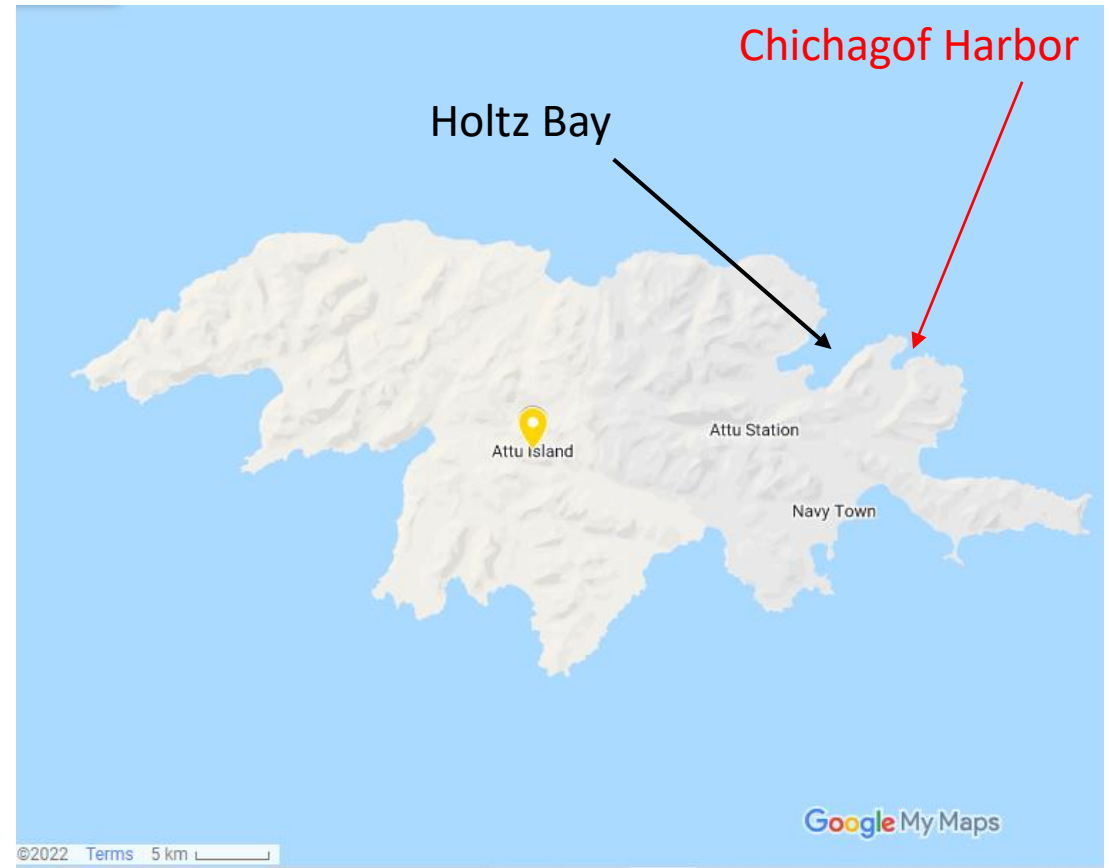 Chichagof Harbor
Holtz Bay
Attu Station
Attu Island
Navy Town
Google My Maps
©2022 Terms 5 km